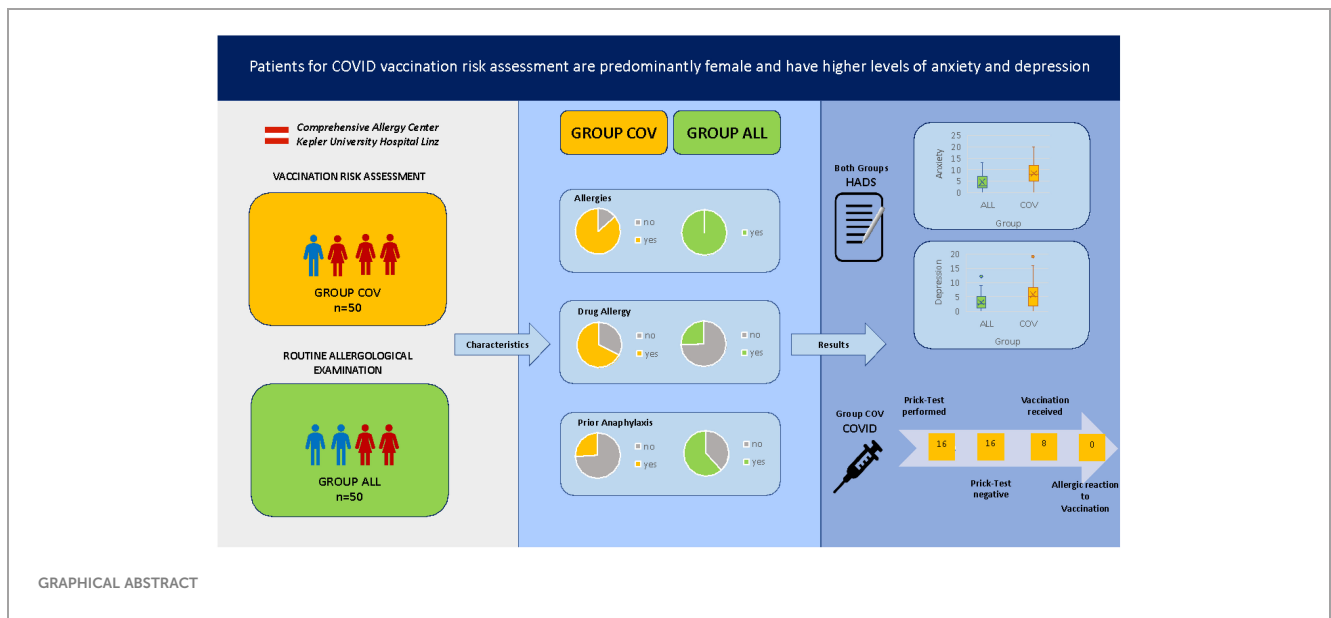 Patients for COVID vaccination risk assessment are predominantly female and have higher levels of anxiety and depression
Comprehensive Allergy Center
Kepler University Hospital Linz
VACCINATION RISK ASSESSMENT
GROUP COV
n=50
ROUTINE ALLERGOLOGICAL
EXAMINATION
GROUP ALL
n=50
Characteristics
GROUP COV
GROUP ALL
Allergies
no
yes
yes
Drug Allergy
no
yes
no
yes
Prior Anaphylaxis
no
yes
no
yes
Results
Both Groups
HADS
Anxiety
25
20
15
10
5
0
ALL
COV
Group
Depression
20
15
10
5
0
ALL
COV
Group
Group COV
COVID
Prick-Test
performed
Vaccination
received
16
16
8
0
Prick-Test
negative
Allergic reaction
to
Vaccination
GRAPHICAL ABSTRACT